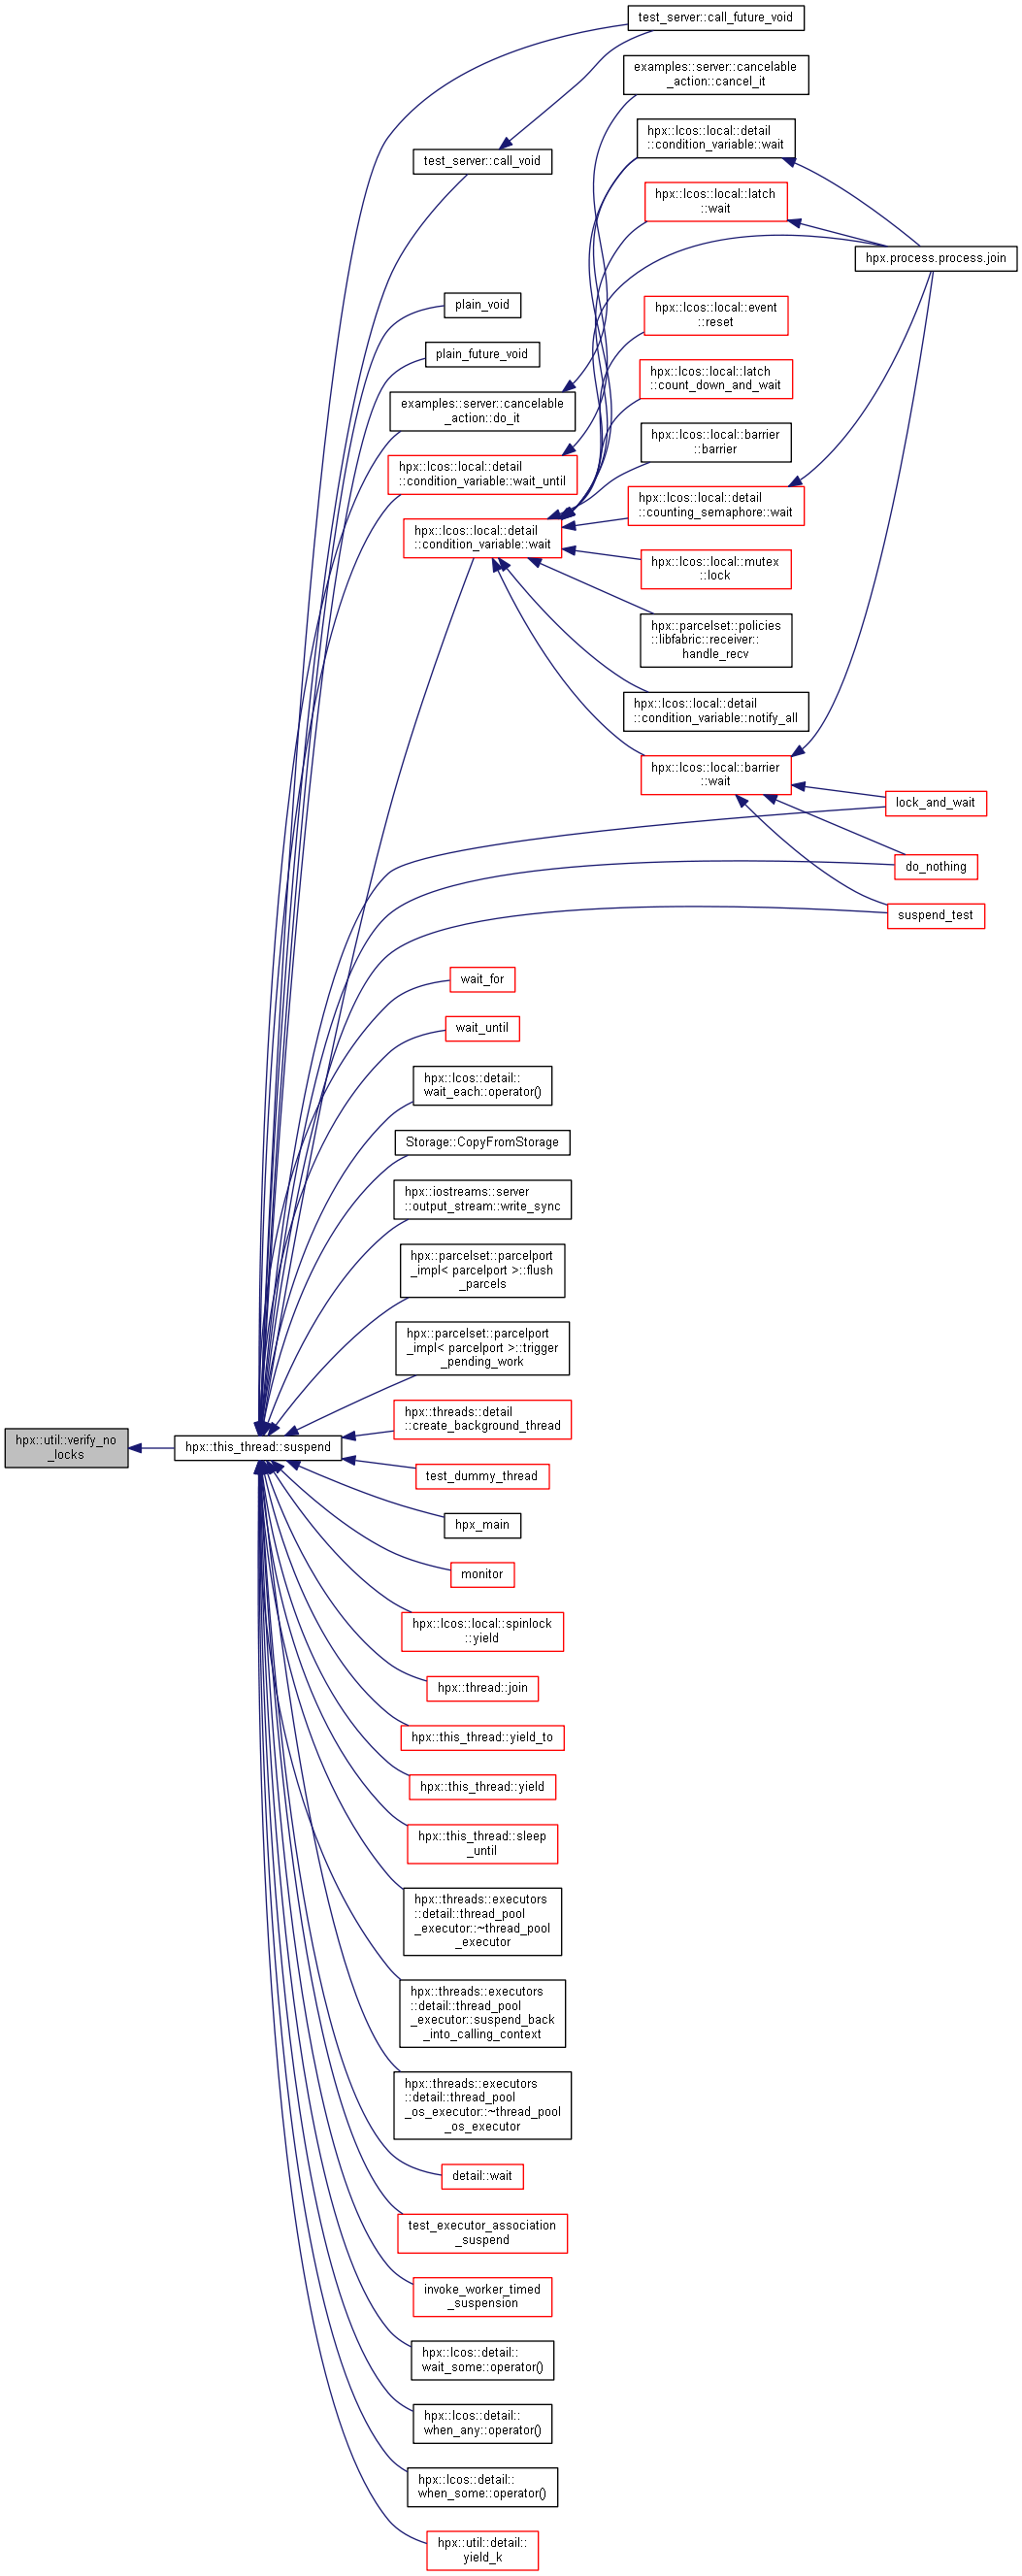 test_server::call_future_void
examples::server::cancelable
_action::cancel_it
hpx::lcos::local::detail
::condition_variable::wait
test_server::call_void
hpx::lcos::local::latch
::wait
hpx.process.process.join
plain_void
hpx::lcos::local::event
::reset
plain_future_void
hpx::lcos::local::latch
::count_down_and_wait
examples::server::cancelable
_action::do_it
hpx::lcos::local::barrier
::barrier
hpx::lcos::local::detail
::condition_variable::wait_until
hpx::lcos::local::detail
::counting_semaphore::wait
hpx::lcos::local::detail
::condition_variable::wait
hpx::lcos::local::mutex
::lock
hpx::parcelset::policies
::libfabric::receiver::
handle_recv
hpx::lcos::local::detail
::condition_variable::notify_all
hpx::lcos::local::barrier
::wait
lock_and_wait
do_nothing
suspend_test
wait_for
wait_until
hpx::lcos::detail::
wait_each::operator()
Storage::CopyFromStorage
hpx::iostreams::server
::output_stream::write_sync
hpx::parcelset::parcelport
_impl< parcelport >::flush
_parcels
hpx::parcelset::parcelport
_impl< parcelport >::trigger
_pending_work
hpx::threads::detail
::create_background_thread
hpx::util::verify_no
_locks
hpx::this_thread::suspend
test_dummy_thread
hpx_main
monitor
hpx::lcos::local::spinlock
::yield
hpx::thread::join
hpx::this_thread::yield_to
hpx::this_thread::yield
hpx::this_thread::sleep
_until
hpx::threads::executors
::detail::thread_pool
_executor::~thread_pool
_executor
hpx::threads::executors
::detail::thread_pool
_executor::suspend_back
_into_calling_context
hpx::threads::executors
::detail::thread_pool
_os_executor::~thread_pool
_os_executor
detail::wait
test_executor_association
_suspend
invoke_worker_timed
_suspension
hpx::lcos::detail::
wait_some::operator()
hpx::lcos::detail::
when_any::operator()
hpx::lcos::detail::
when_some::operator()
hpx::util::detail::
yield_k